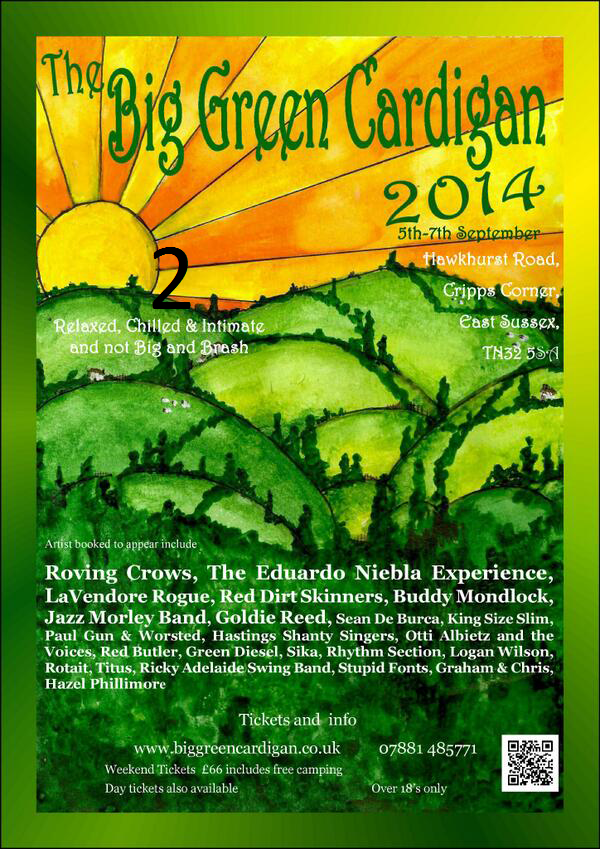 The Big Green Cardigan
2014
5th-7th September
Hawkhurst Road,
Cripps Corner,
East Sussex,
TN32 5SA
2
Relaxed, Chilled & Intimate
and not Big and Brash
Artist booked to appear include
Roving Crows, The Eduardo Niebla Experience,
LaVendore Rogue, Red Dirt Skinners, Buddy Mondlock,
Jazz Morley Band, Goldie Reed, Sean De Burca, King Size Slim,
Paul Gun & Worsted, Hastings Shanty Singers, Otti Albietz and the
Voices, Red Butler, Green Diesel, Sika, Rhythm Section, Logan Wilson,
Rotait, Titus, Ricky Adelaide Swing Band, Stupid Fonts, Graham & Chris,
Hazel Phillimore
Tickets and info
www.biggreencardigan.co.uk 07881 485771
Weekend Tickets £66 includes free camping
Day tickets also available Over 18's only